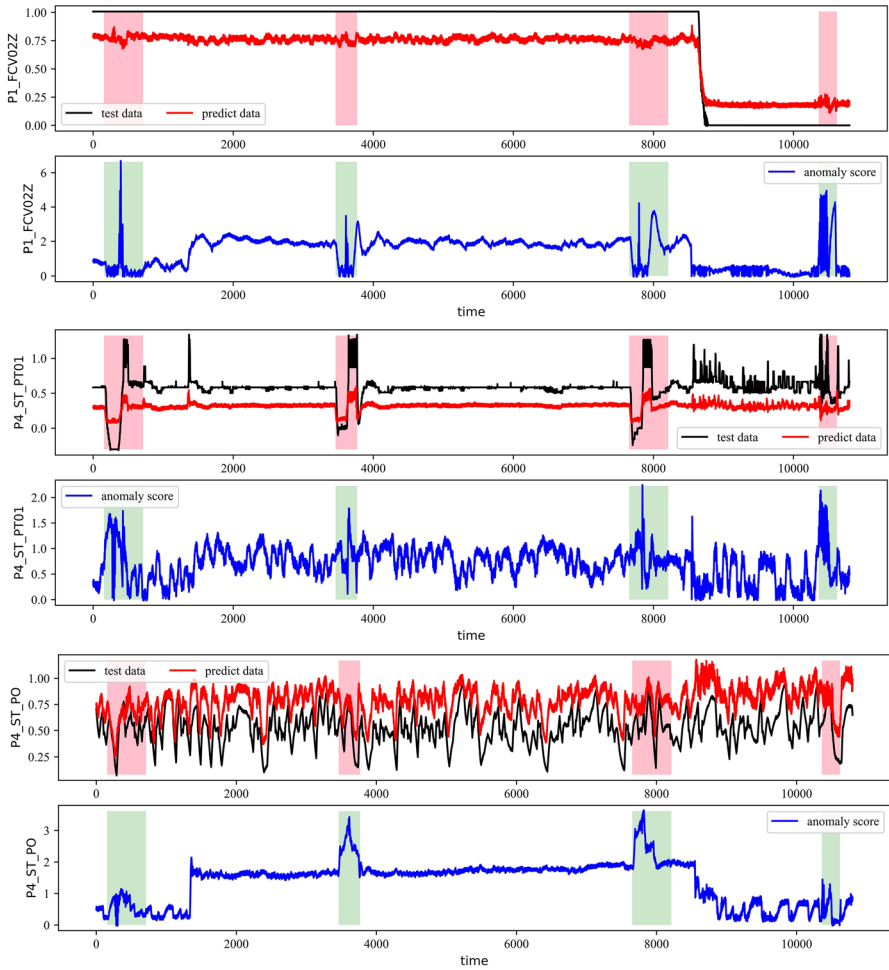 P1_FCV02Z
1.00
0.75
0.50
0.25
0.00
test data predict data
0 2000 4000 6000 8000 10000
P1_FCV02Z
6
4
2
0
anomaly score
0 2000 4000 6000 8000 10000
time
P4_ST_PT01
1.0
0.5
0.0
test data predict data
0 2000 4000 6000 8000 10000
P4_ST_PT01
2.0
1.5
1.0
0.5
0.0
anomaly score
0 2000 4000 6000 8000 10000
time
P4_ST_PO
1.00
0.75
0.50
0.25
test data predict data
0 2000 4000 6000 8000 10000
P4_ST_PO
3
2
1
0
anomaly score
0 2000 4000 6000 8000 10000
time